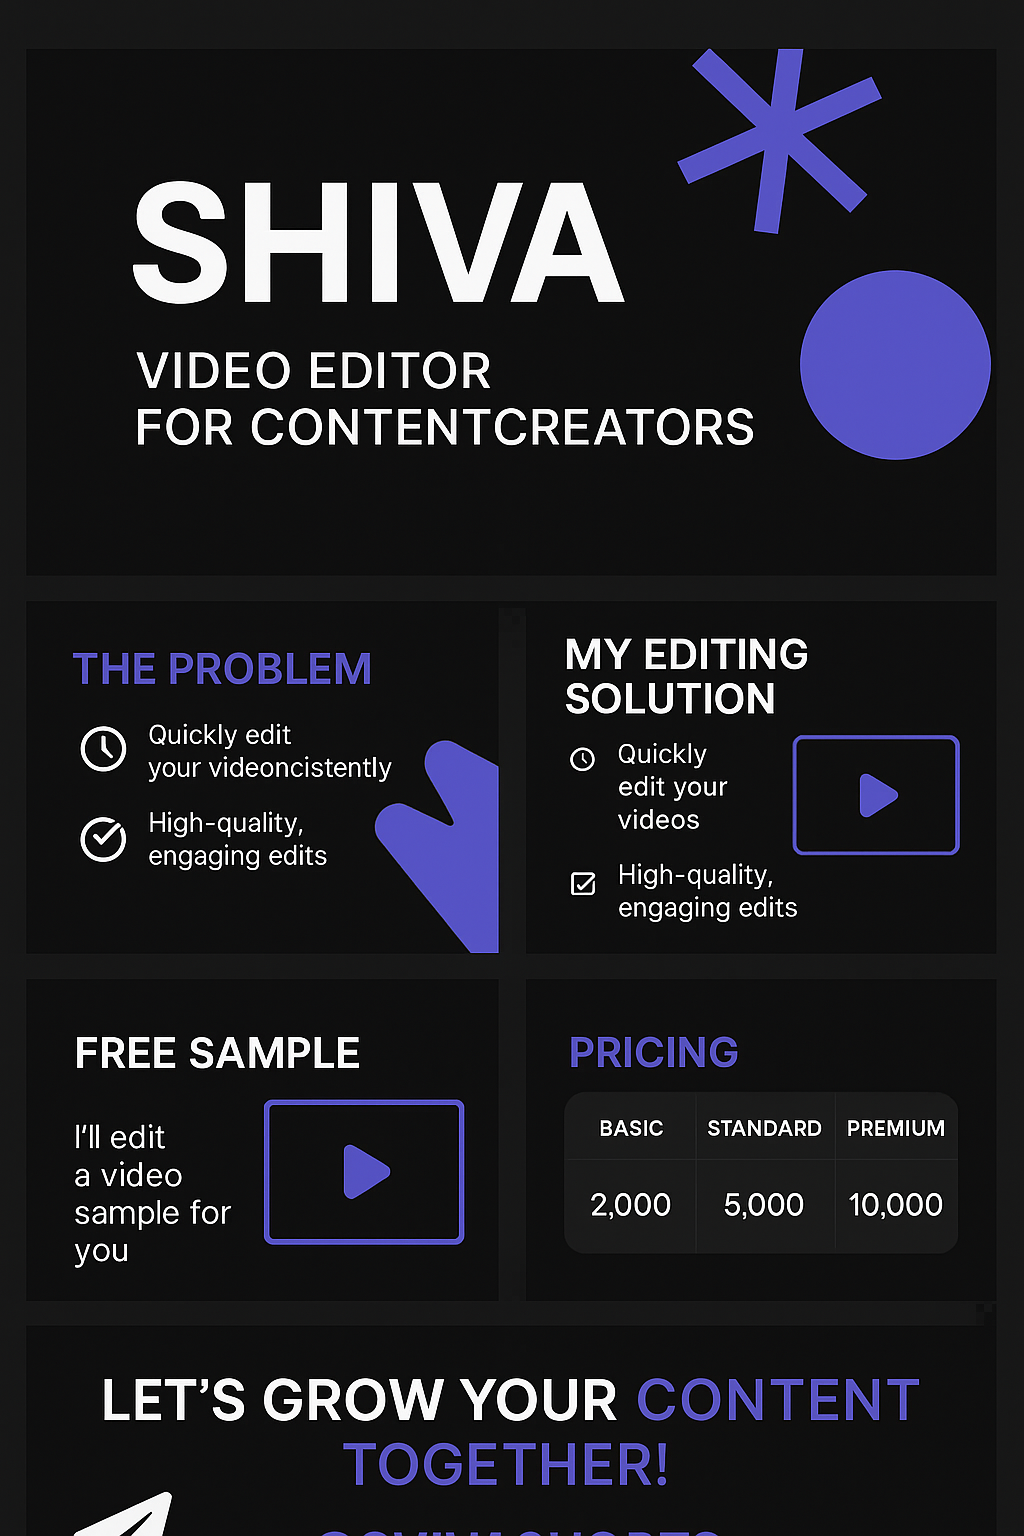 SHIVA
VIDEO EDITOR
FOR CONTENTCREATORS
THE PROBLEM
Quickly edit
your videoncistently
High-quality,
engaging edits
MY EDITING
SOLUTION
Quickly
edit your
videos
High-quality,
engaging edits
FREE SAMPLE
I'll edit
a video
sample for
you
PRICING
BASIC STANDARD PREMIUM
2,000 5,000 10,000
LET'S GROW YOUR CONTENT
TOGETHER!